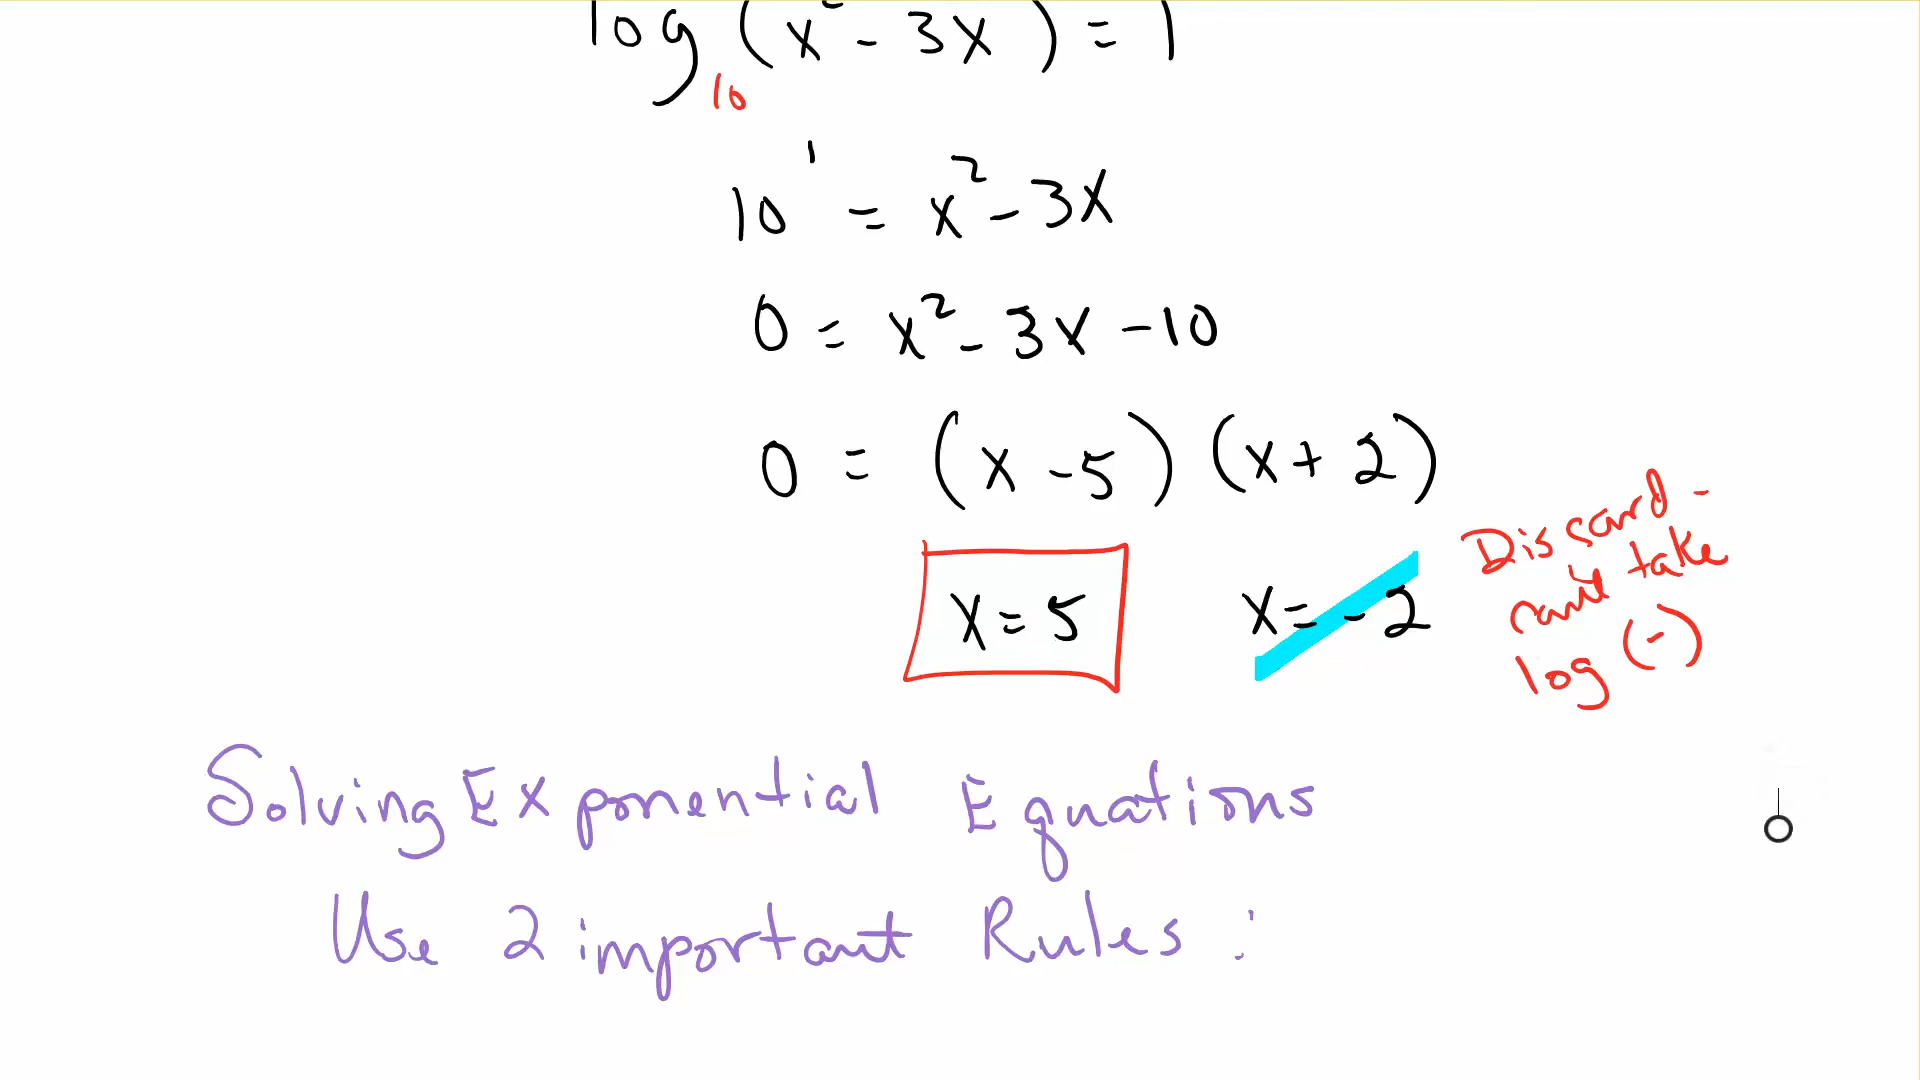 log₁₀(x² - 3x) = 1
10¹ = x² - 3x
0 = x² - 3x - 10
0 = (x - 5)(x + 2)
x = 5 x = -2
Discard -
can't take
log (-)
Solving Exponential Equations
Use 2 important Rules :